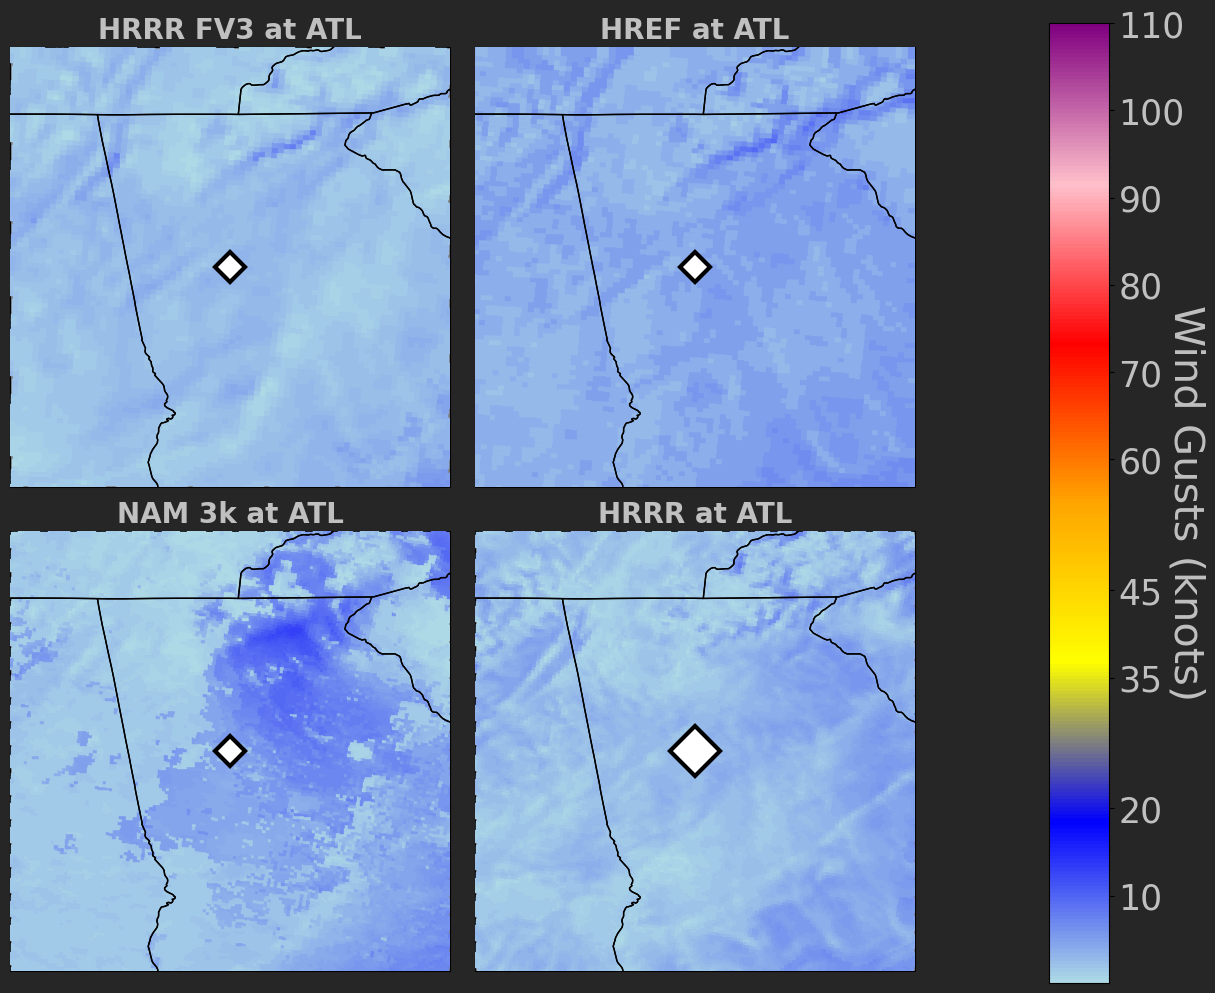 HRRR FV3 at ATL
HREF at ATL
NAM 3k at ATL
HRRR at ATL
110
100
90
80
70
60
45
35
20
10
Wind Gusts (knots)